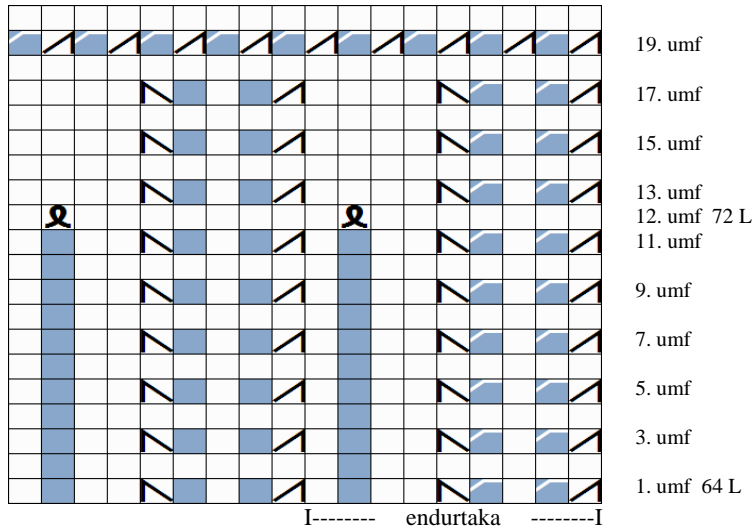 19. umf
17. umf
15. umf
13. umf
12. umf 72 L
11. umf
9. umf
7. umf
5. umf
3. umf
1. umf 64 L
I-------- endurtaka --------I